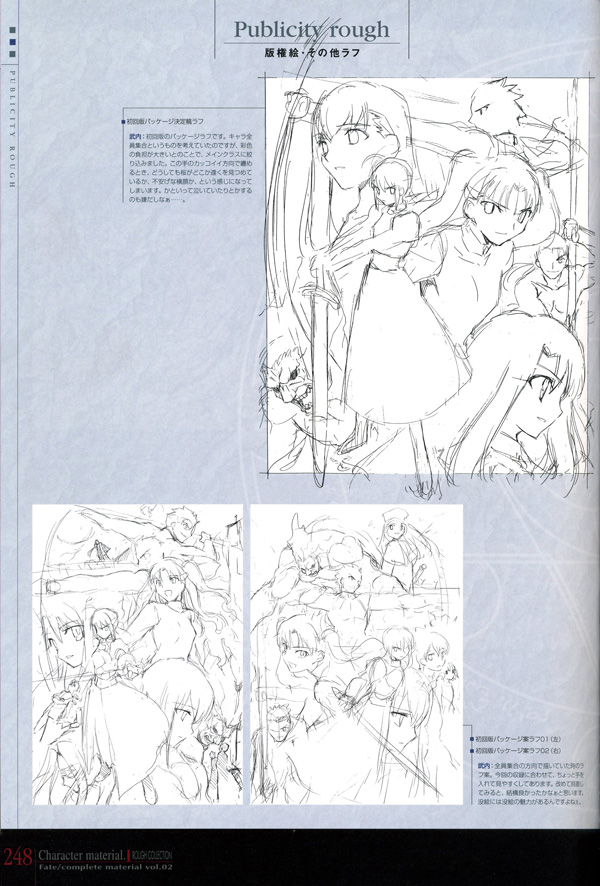 Publicity rough
版権絵・その他ラフ
PUBLICITY ROUGH
■初回版パッケージ決定稿ラフ
武内：初回版のパッケージラフです。キャラ全
員集合というものを考えていたのですが、彩色
の負担が大きいとのことで、メインクラスに絞
り込みました。この手のカッコイイ方向で纏め
るとき、どうしても桜がどこか遠くを見つめて
いるか、不安げな横顔か、という感じになって
しまいます。かといって泣いていたりとかする
のも嫌だしなぁ……。
■初回版パッケージ案ラフ01（左）
■初回版パッケージ案ラフ02（右）
武内：全員集合の方向で描いていた時のラ
フ案。今回の収録に合わせて、ちょっと手を
入れて見やすくしてあります。改めて見直し
てみると、結構良かったかなぁと思います。
没絵には没絵の魅力があるんですよねぇ。
248 Character material. ROUGH COLECTION
Fate/complete material vol.02